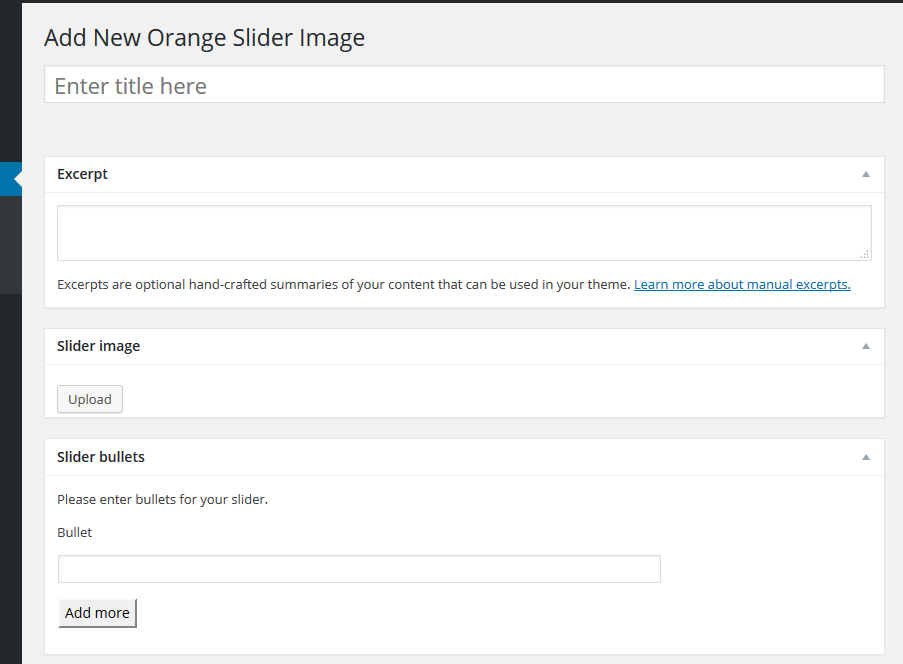 Add New Orange Slider Image
Enter title here
Excerpt
Excerpts are optional hand-crafted summaries of your content that can be used in your theme. Learn more about manual excerpts.
Slider image
Upload
Slider bullets
Please enter bullets for your slider.
Bullet
Add more